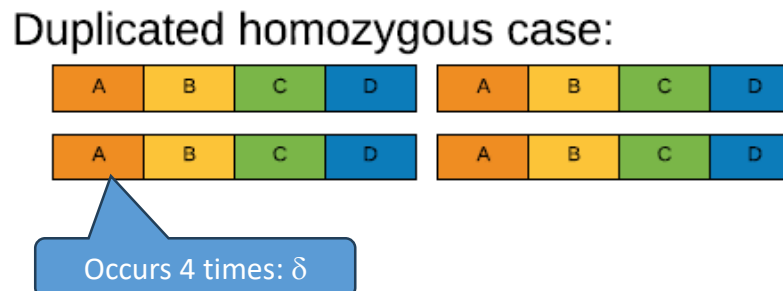 Duplicated homozygous case:
A B C D A B C D
A B C D A B C D
Occurs 4 times: δ